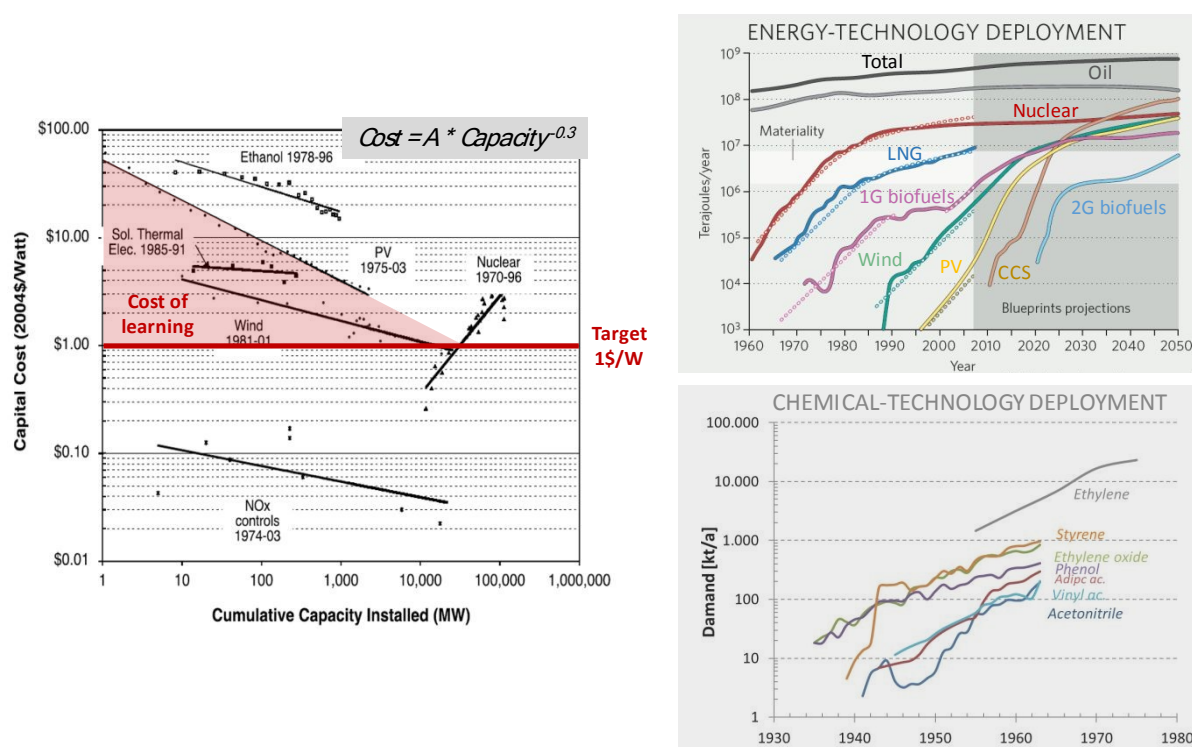 $100.00
$10.00
$1.00
$0.10
$0.01
Capital Cost (2004$/Watt)
Cost = A * Capacity-0.3
Ethanol 1978-96
Sol. Thermal
Elec. 1985-91
PV
1975-03
Nuclear
1970-96
Cost of
learning
Wind
1981-01
Target
1$/W
NOx
controls
1974-03
1
10
100
1,000
10,000
100,000
1,000,000
Cumulative Capacity Installed (MW)
ENERGY-TECHNOLOGY DEPLOYMENT
10⁹
10⁸
10⁷
10⁶
10⁵
10⁴
10³
Terajoules/year
Total
Oil
Nuclear
Materiality
LNG
1G biofuels
2G biofuels
Wind
PV
CCS
Blueprints projections
1960
1970
1980
1990
2000
2010
2020
2030
2040
2050
Year
CHEMICAL-TECHNOLOGY DEPLOYMENT
100.000
10.000
1.000
100
10
1
Damand [kt/a]
Ethylene
Styrene
Ethylene oxide
Phenol
Adipc ac.
Vinyl ac.
Acetonitrile
1930
1940
1950
1960
1970
1980